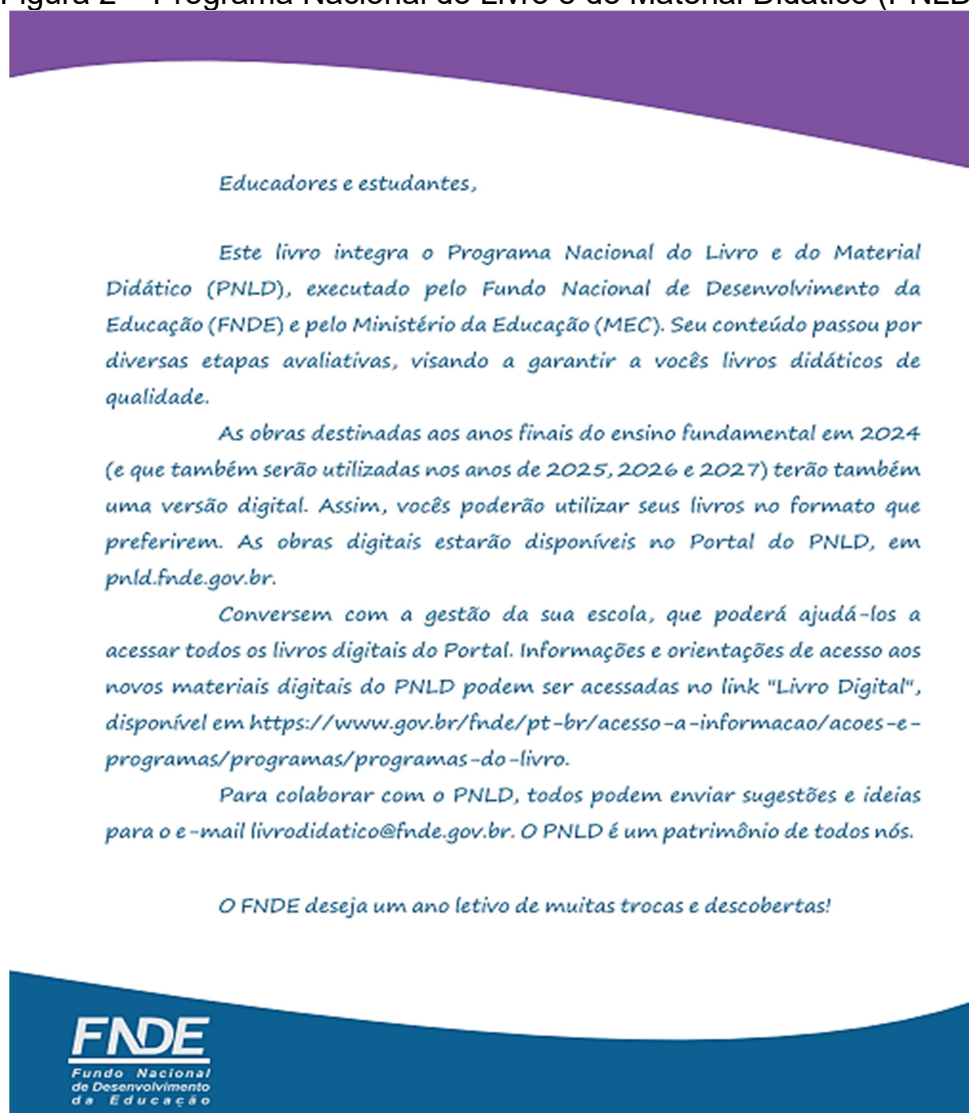 Figura 2 – Programa Nacional do Livro e do Material Didático (PNLD
Educadores e estudantes,
Este livro integra o Programa Nacional do Livro e do Material
Didático (PNLD), executado pelo Fundo Nacional de Desenvolvimento da
Educação (FNDE) e pelo Ministério da Educação (MEC). Seu conteúdo passou por
diversas etapas avaliativas, visando a garantir a vocês livros didáticos de
qualidade.
As obras destinadas aos anos finais do ensino fundamental em 2024
(e que também serão utilizadas nos anos de 2025, 2026 e 2027) terão também
uma versão digital. Assim, vocês poderão utilizar seus livros no formato que
preferirem. As obras digitais estarão disponíveis no Portal do PNLD, em
pnld.fnde.gov.br.
Conversem com a gestão da sua escola, que poderá ajudá-los a
acessar todos os livros digitais do Portal. Informações e orientações de acesso aos
novos materiais digitais do PNLD podem ser acessadas no link "Livro Digital",
disponível em https://www.gov.br/fnde/pt-br/acesso-a-informacao/acoes-e-
programas/programas/programas-do-livro.
Para colaborar com o PNLD, todos podem enviar sugestões e ideias
para o e-mail livrodidatico@fnde.gov.br. O PNLD é um patrimônio de todos nós.
O FNDE deseja um ano letivo de muitas trocas e descobertas!
FNDE
Fundo Nacional
de Desenvolvimento
da Educação